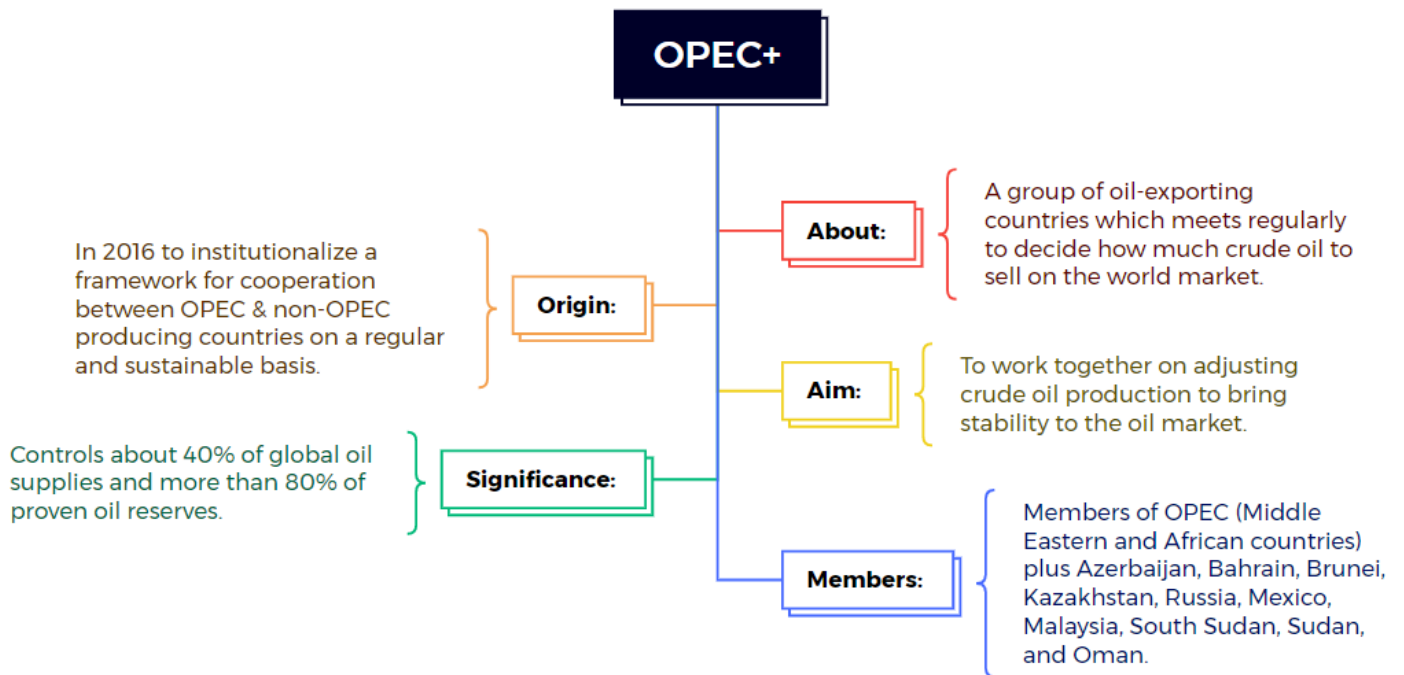 OPEC+
About:
A group of oil-exporting
countries which meets regularly
to decide how much crude oil to
sell on the world market.
Origin:
In 2016 to institutionalize a
framework for cooperation
between OPEC & non-OPEC
producing countries on a regular
and sustainable basis.
Aim:
To work together on adjusting
crude oil production to bring
stability to the oil market.
Significance:
Controls about 40% of global oil
supplies and more than 80% of
proven oil reserves.
Members:
Members of OPEC (Middle
Eastern and African countries)
plus Azerbaijan, Bahrain, Brunei,
Kazakhstan, Russia, Mexico,
Malaysia, South Sudan, Sudan,
and Oman.